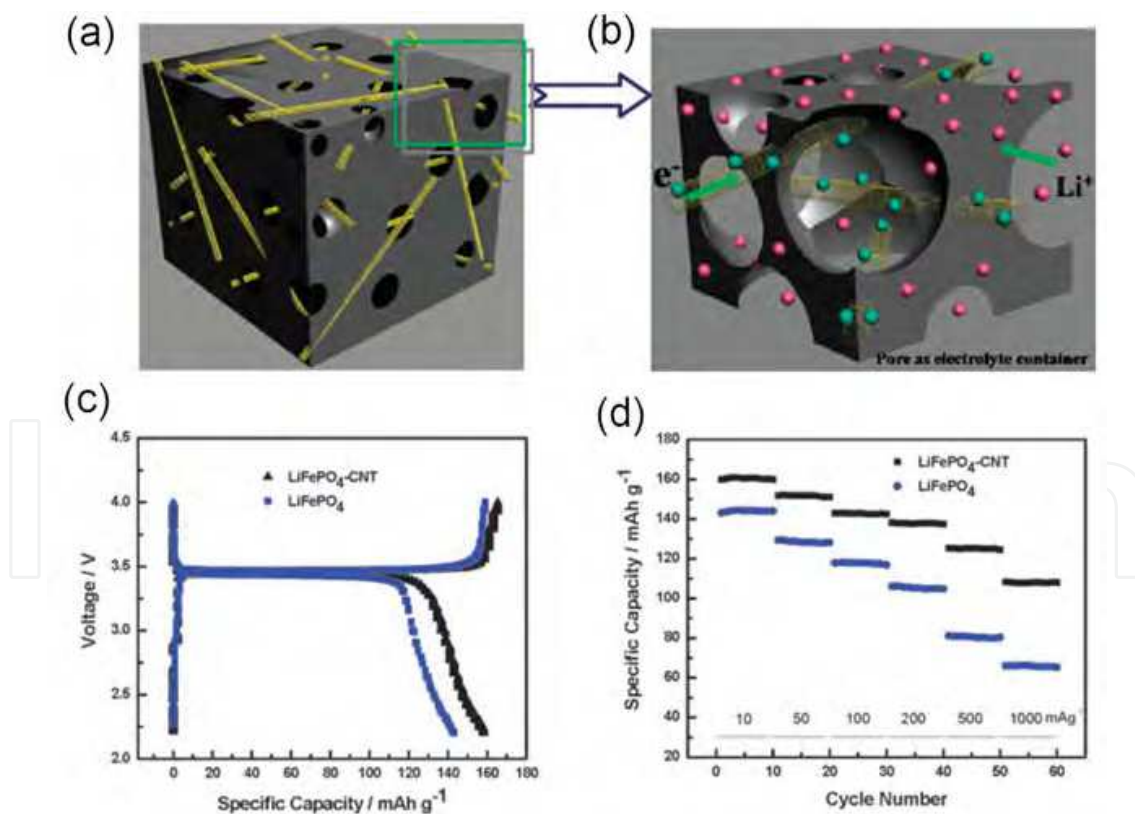 (a)
(b)
e⁻
Li⁺
Pore as electrolyte container
(c)
4.5
4.0
3.5
3.0
2.5
2.0
Voltage / V
LiFePO₄-CNT
LiFePO₄
0 20 40 60 80 100 120 140 160 180
Specific Capacity / mAh g⁻¹
(d)
180
160
140
120
100
80
60
40
30
Specific Capacity / mAh g⁻¹
LiFePO₄-CNT
LiFePO₄
10 50 100 200 500 1000 mAg⁻¹
0 10 20 30 40 50 60
Cycle Number